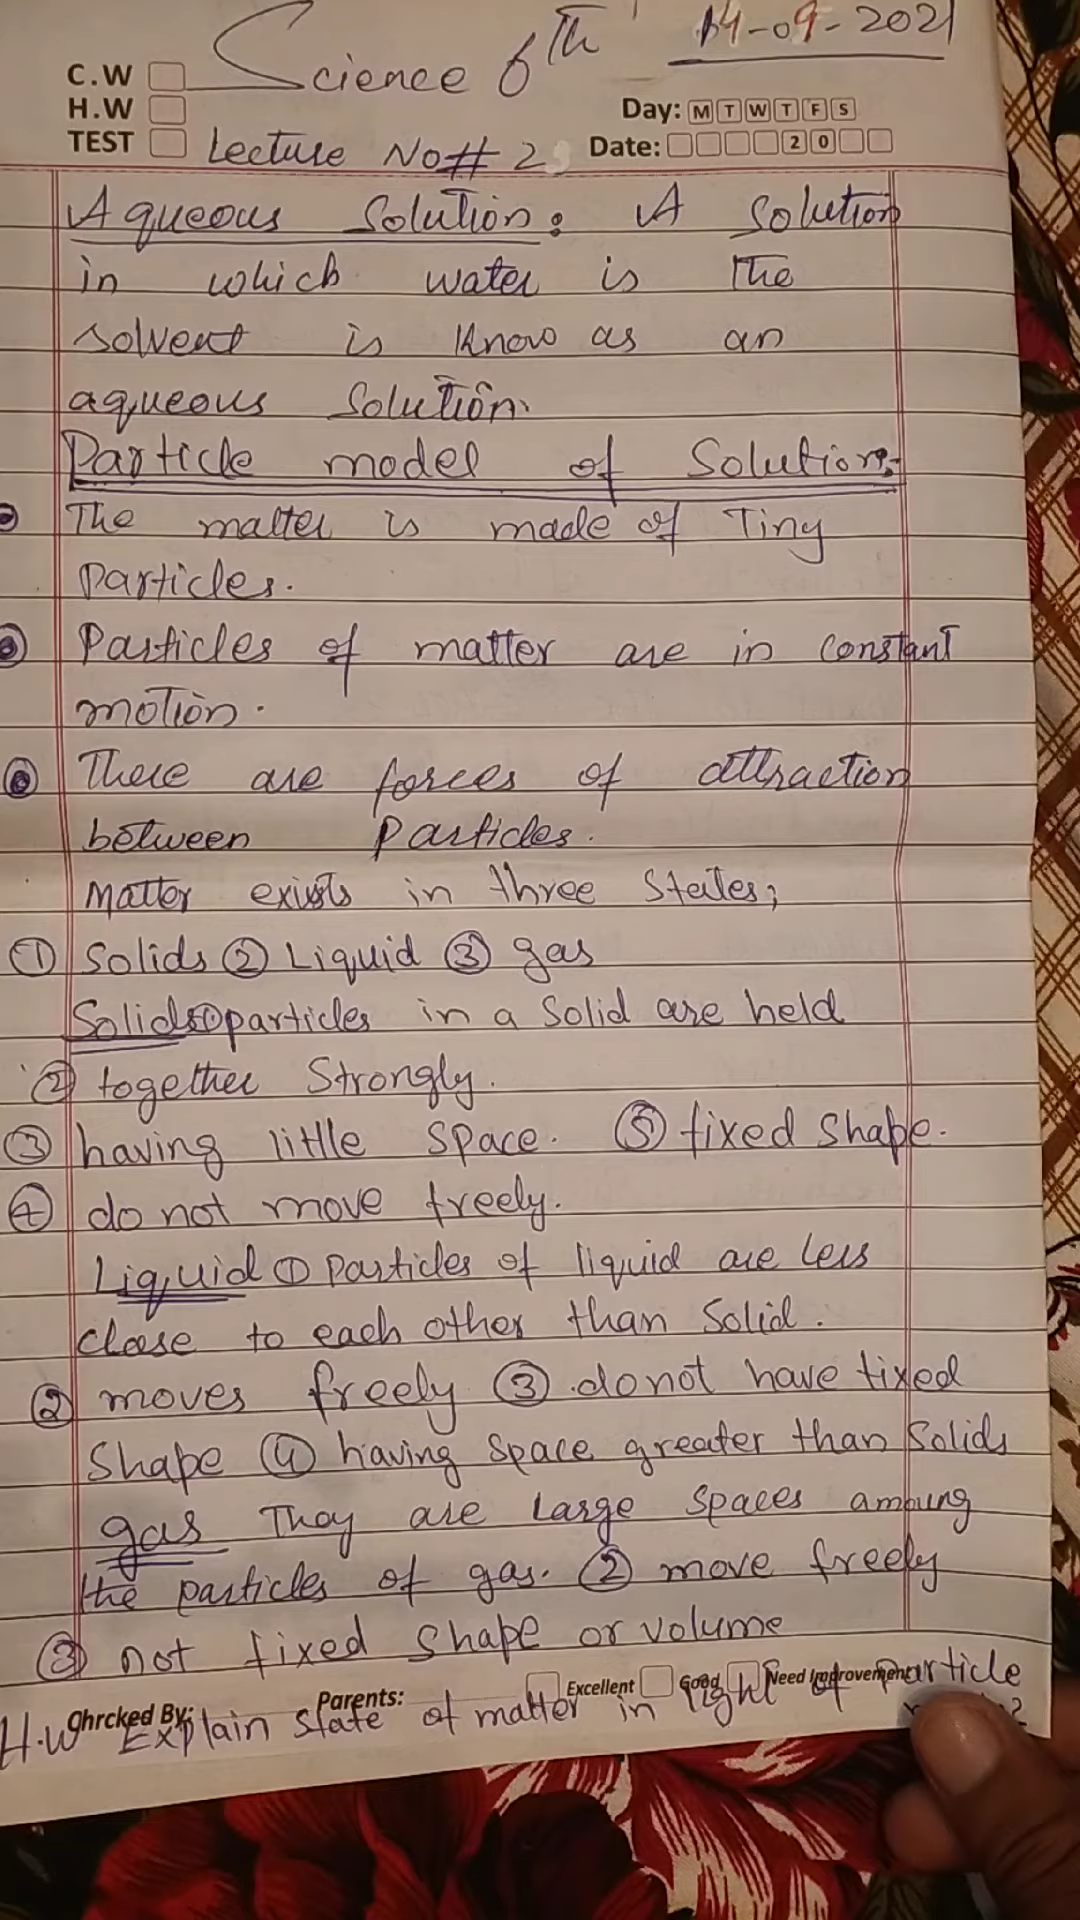 Science 6th 14-09-2021
C.W
H.W
TEST
Day: M T W T F S
Lecture No# 2 Date: 2 0
Aqueous Solution: A Solution
in which water is the
solvent is know as an
aqueous Solution.
Particle model of Solution:-
The matter is made of Tiny
Particles.
Particles of matter are in constant
motion.
There are forces of attraction
between Particles.
Matter exists in three States;
① Solids ② Liquid ③ gas
Solids ① particles in a Solid are held
② together Strongly.
③ having little space. ⑤ fixed shape.
④ do not move freely.
Liquid ① Particles of liquid are less
close to each other than Solid.
② moves freely ③ do not have fixed
Shape ④ having space greater than Solids
gas They are Large spaces amoung
the particles of gas. ② move freely
③ not fixed shape or volume
Excellent Good Need Improvement
Ghrcked By: Parents:
H.W Explain state of matter in light of Particle